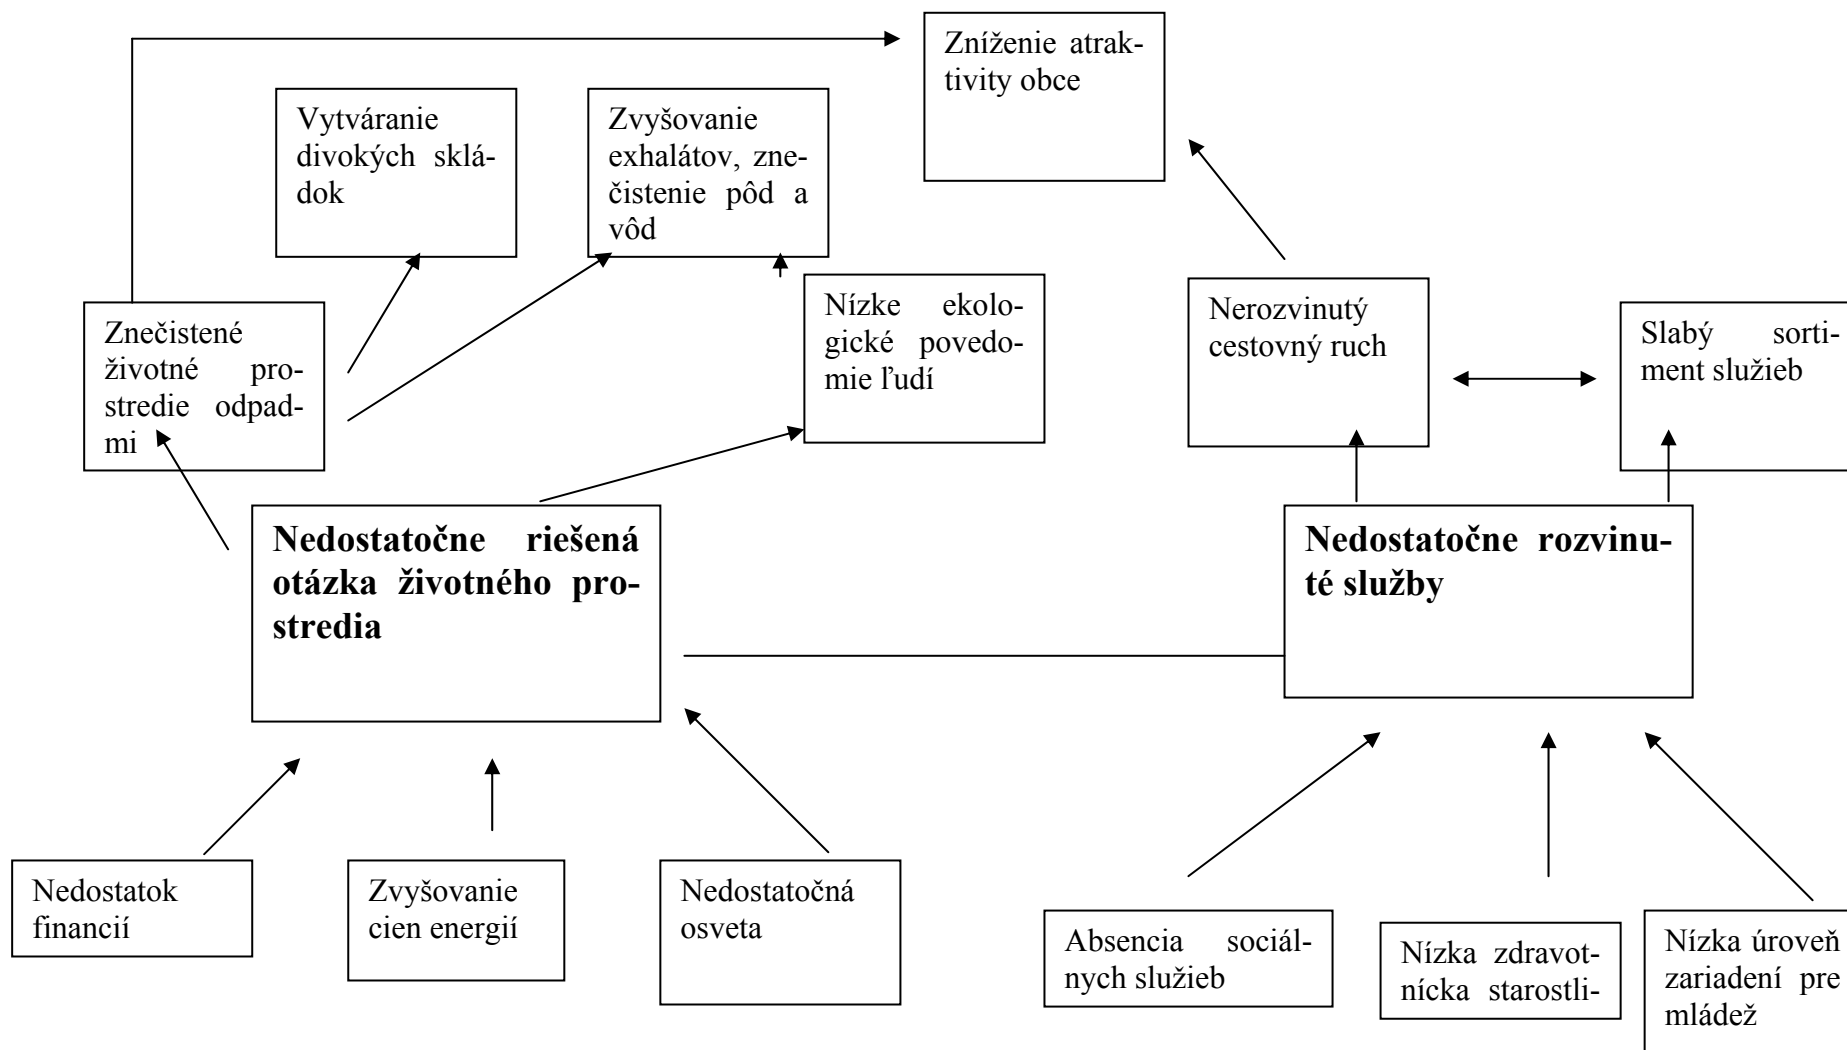 Zníženie atrak-
tivity obce
Vytváranie
divokých sklá-
dok
Zvyšovanie
exhalátov, zne-
čistenie pôd a
vôd
Nízke ekolo-
gické povedo-
mie ľudí
Nerozvinutý
cestovný ruch
Slabý sorti-
ment služieb
Znečistené
životné pro-
stredie odpad-
mi
Nedostatočne riešená
otázka životného pro-
stredia
Nedostatočne rozvinu-
té služby
Nedostatok
financií
Zvyšovanie
cien energií
Nedostatočná
osveta
Absencia sociál-
nych služieb
Nízka zdravot-
nícka starostli-
Nízka úroveň
zariadení pre
mládež